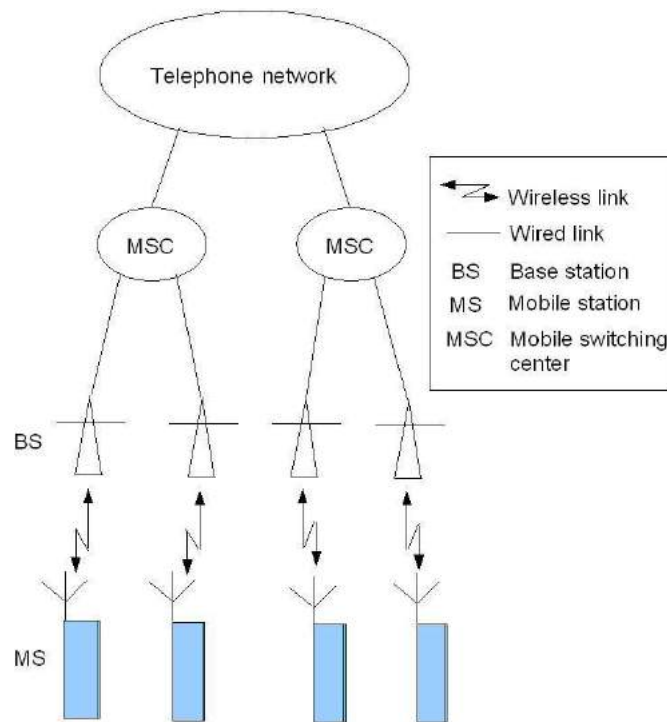 Telephone network
MSC
MSC
Wireless link
Wired link
BS Base station
MS Mobile station
MSC Mobile switching
center
BS
MS